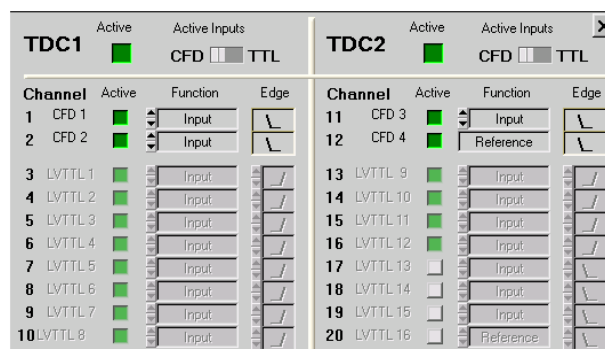 TDC1 Active Active Inputs CFD TTL
Channel Active Function Edge
1 CFD 1 Input
2 CFD 2 Input
3 LVTTL 1 Input
4 LVTTL 2 Input
5 LVTTL 3 Input
6 LVTTL 4 Input
7 LVTTL 5 Input
8 LVTTL 6 Input
9 LVTTL 7 Input
10 LVTTL 8 Input
TDC2 Active Active Inputs CFD TTL
Channel Active Function Edge
11 CFD 3 Input
12 CFD 4 Reference
13 LVTTL 9 Input
14 LVTTL 10 Input
15 LVTTL 11 Input
16 LVTTL 12 Input
17 LVTTL 13 Input
18 LVTTL 14 Input
19 LVTTL 15 Input
20 LVTTL 16 Reference